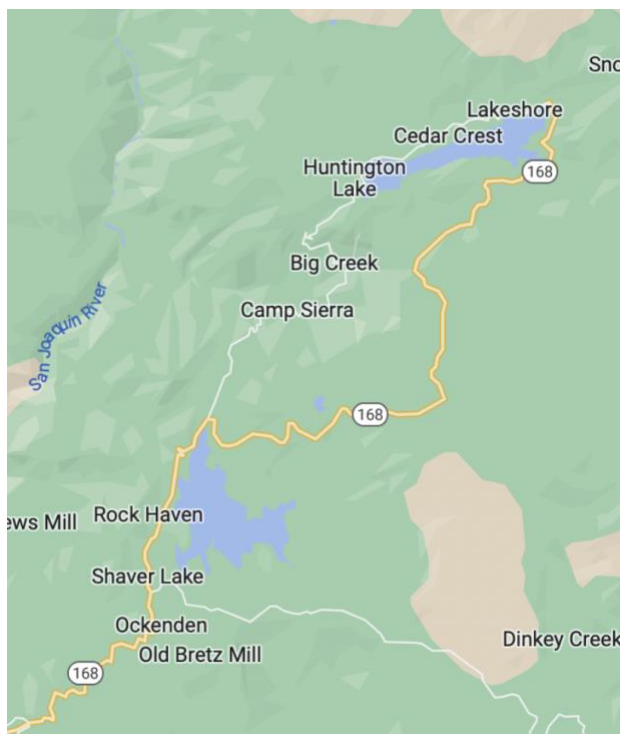 Sno
Lakeshore
Cedar Crest
Huntington
Lake
168
Big Creek
San Joaquin River
Camp Sierra
168
Rock Haven
ews Mill
Shaver Lake
Ockenden
Old Bretz Mill
Dinkey Creek
168